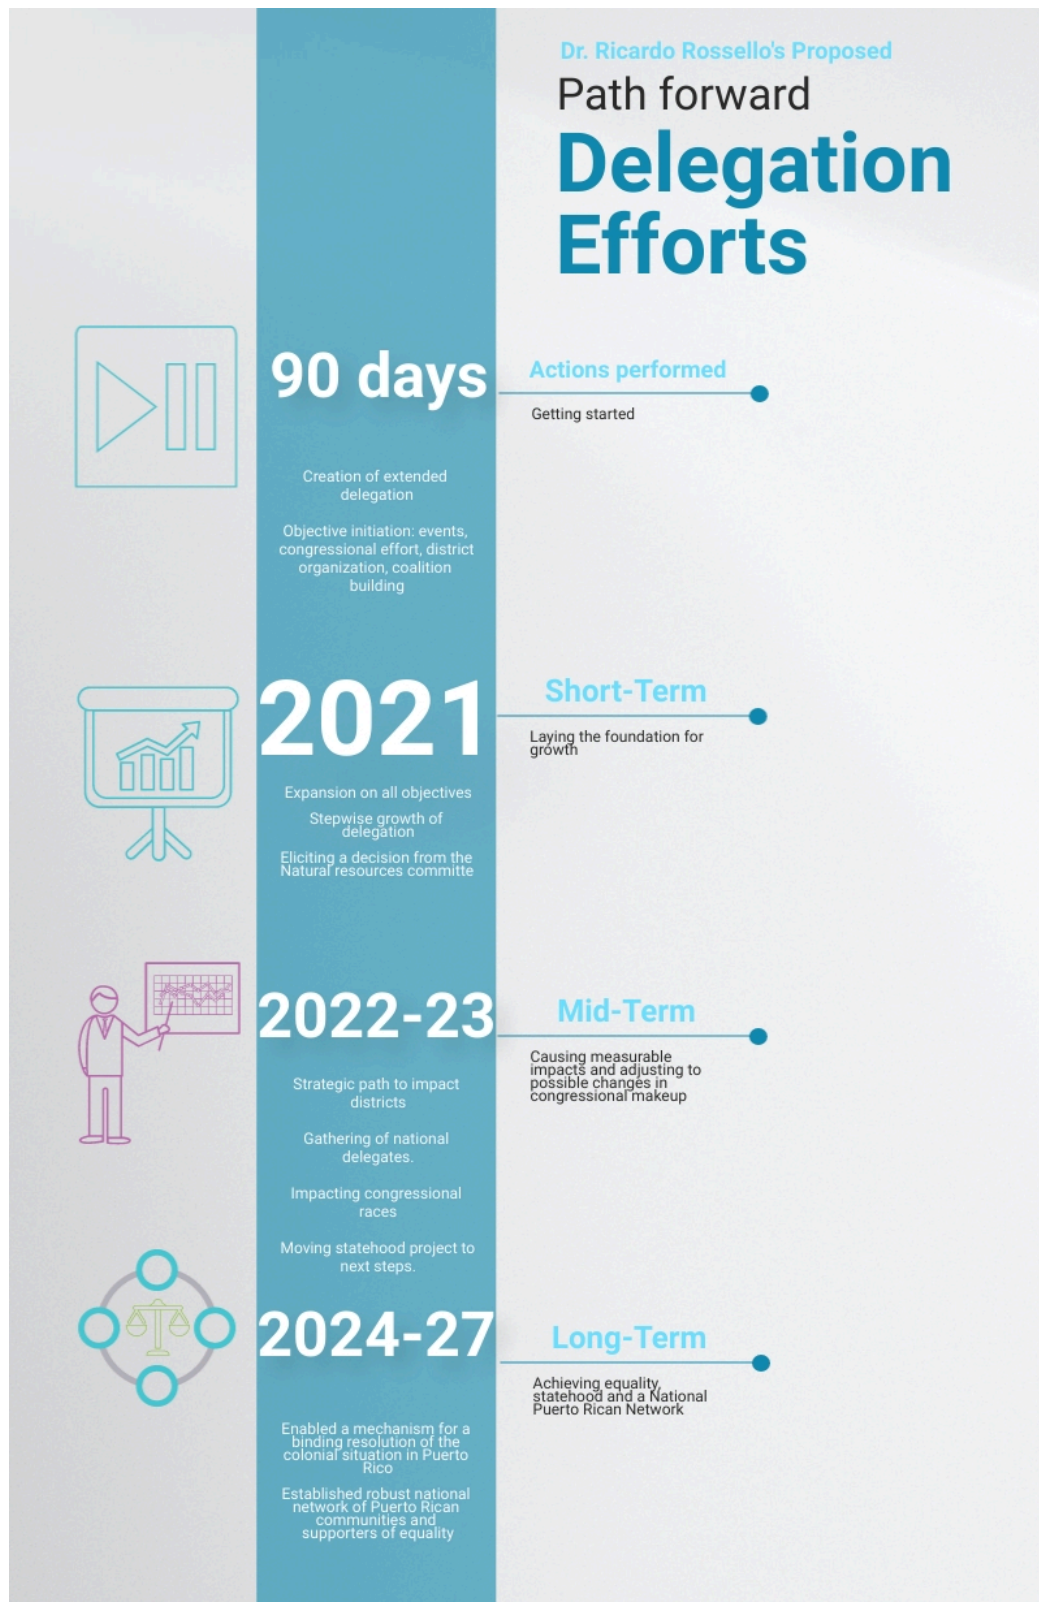 Dr. Ricardo Rossello's Proposed
Path forward
Delegation
Efforts
90 days
Actions performed
Getting started
Creation of extended
delegation
Objective initiation: events,
congressional effort, district
organization, coalition
building
2021
Short-Term
Laying the foundation for
growth
Expansion on all objectives
Stepwise growth of
delegation
Eliciting a decision from the
Natural resources committe
2022-23
Mid-Term
Causing measurable
impacts and adjusting to
possible changes in
congressional makeup
Strategic path to impact
districts
Gathering of national
delegates.
Impacting congressional
races
Moving statehood project to
next steps.
2024-27
Long-Term
Achieving equality,
statehood and a National
Puerto Rican Network
Enabled a mechanism for a
binding resolution of the
colonial situation in Puerto
Rico
Established robust national
network of Puerto Rican
communities and
supporters of equality